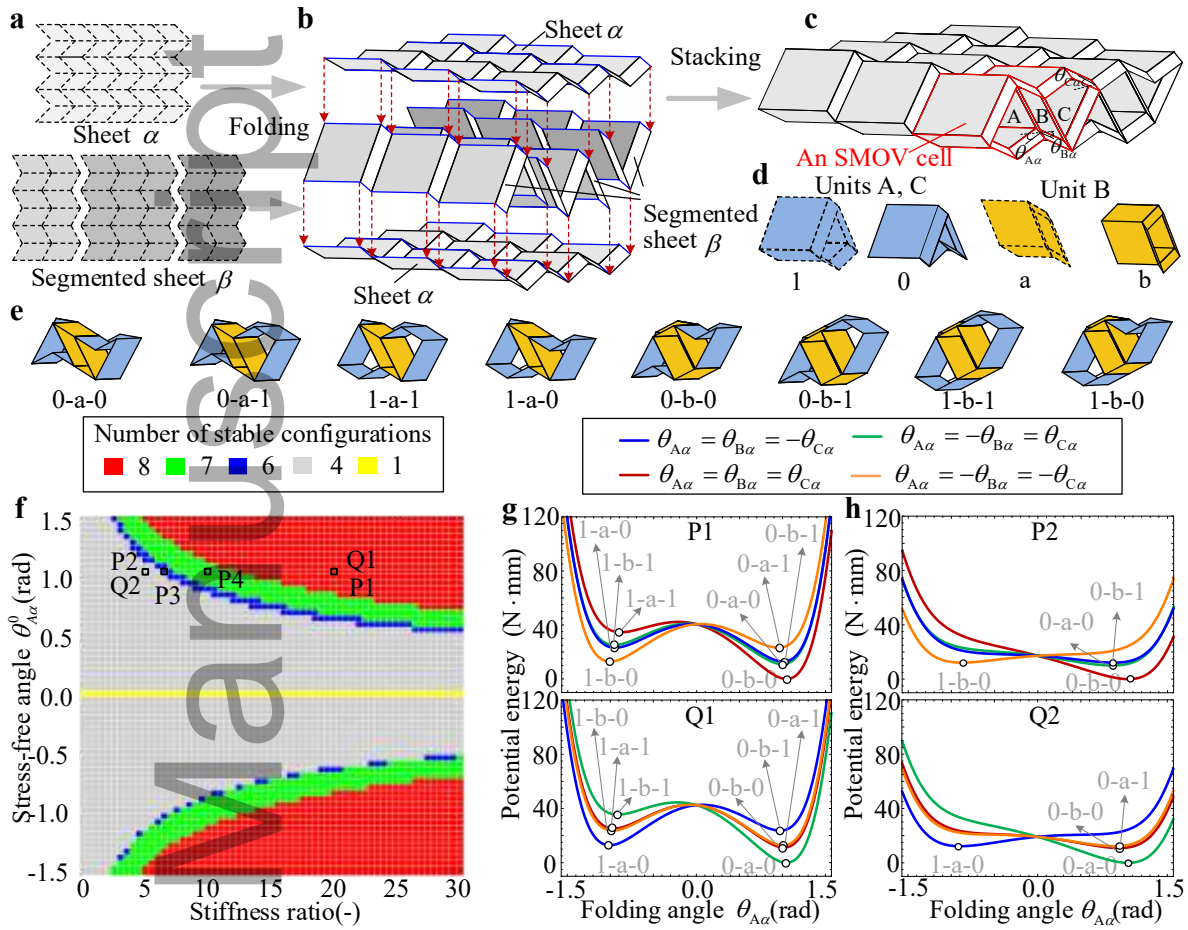 a
Sheet α
Segmented sheet β
Folding
b
Sheet α
Segmented
sheet β
Sheet α
Stacking
c
θCα
A
B
C
An SMOV cell
θAα
θBα
d
Units A, C
Unit B
1
0
a
b
e
0-a-0
0-a-1
1-a-1
1-a-0
0-b-0
0-b-1
1-b-1
1-b-0
Number of stable configurations
8
7
6
4
1
θAα = θBα = -θCα
θAα = -θBα = θCα
θAα = θBα = θCα
θAα = -θBα = -θCα
f
Stress-free angle θ⁰Aα(rad)
1.5
1.0
0.5
0.0
-0.5
-1.0
-1.5
P2
Q2
P3
P4
Q1
P1
0
5
10
15
20
25
30
Stiffness ratio(-)
g
P1
Potential energy (N·mm)
120
80
40
0
1-a-0
1-b-1
1-a-1
1-b-0
0-b-1
0-a-1
0-a-0
0-b-0
Q1
Potential energy (N·mm)
120
80
40
0
1-b-0
1-a-1
1-b-1
1-a-0
0-a-1
0-b-1
0-b-0
0-a-0
-1.5
0.0
1.5
Folding angle θAα(rad)
h
P2
Potential energy (N·mm)
120
80
40
0
0-b-1
0-a-0
1-b-0
0-b-0
Q2
Potential energy (N·mm)
120
80
40
0
0-a-1
0-b-0
1-a-0
0-a-0
-1.5
0.0
1.5
Folding angle θAα(rad)
Manuscript